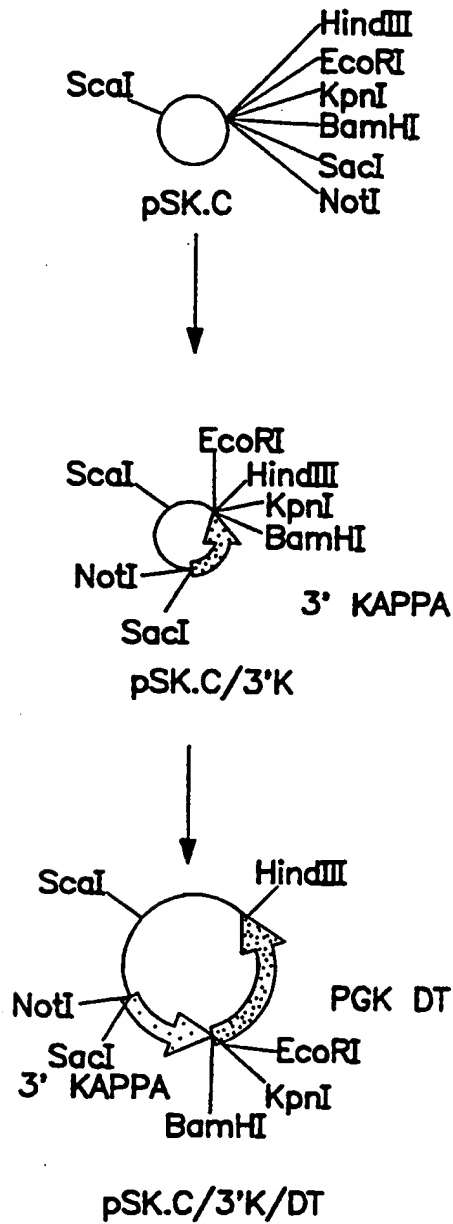 HindIII
EcoRI
ScaI
KpnI
BamHI
SacI
NotI
pSK.C
EcoRI
ScaI
HindIII
KpnI
BamHI
NotI
3' KAPPA
SacI
pSK.C/3'K
ScaI
HindIII
NotI
PGK DT
SacI
EcoRI
3' KAPPA
KpnI
BamHI
pSK.C/3'K/DT